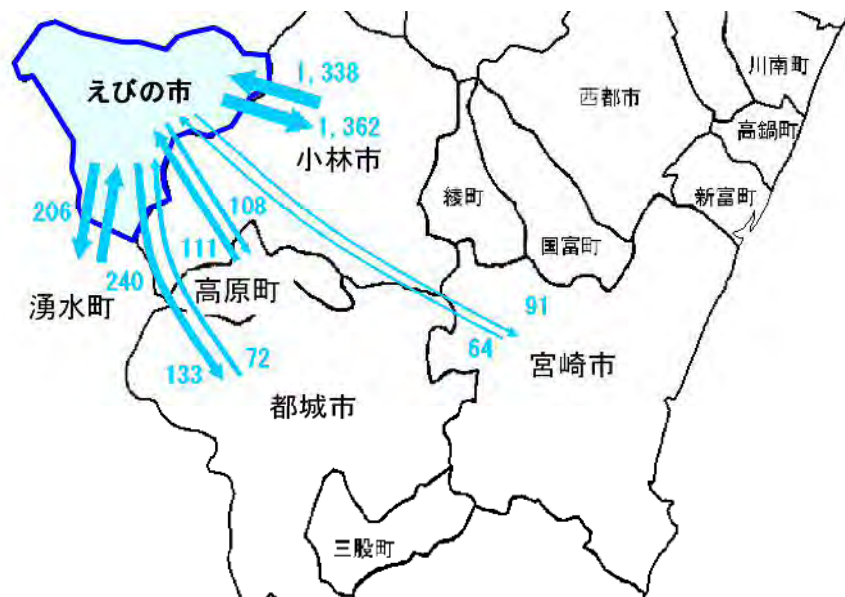 川南町
1,338
えびの市
西都市
1,362
高鍋町
小林市
綾町
新富町
206
108
国富町
111
240
高原町
湧水町
91
64
宮崎市
133
72
都城市
三股町